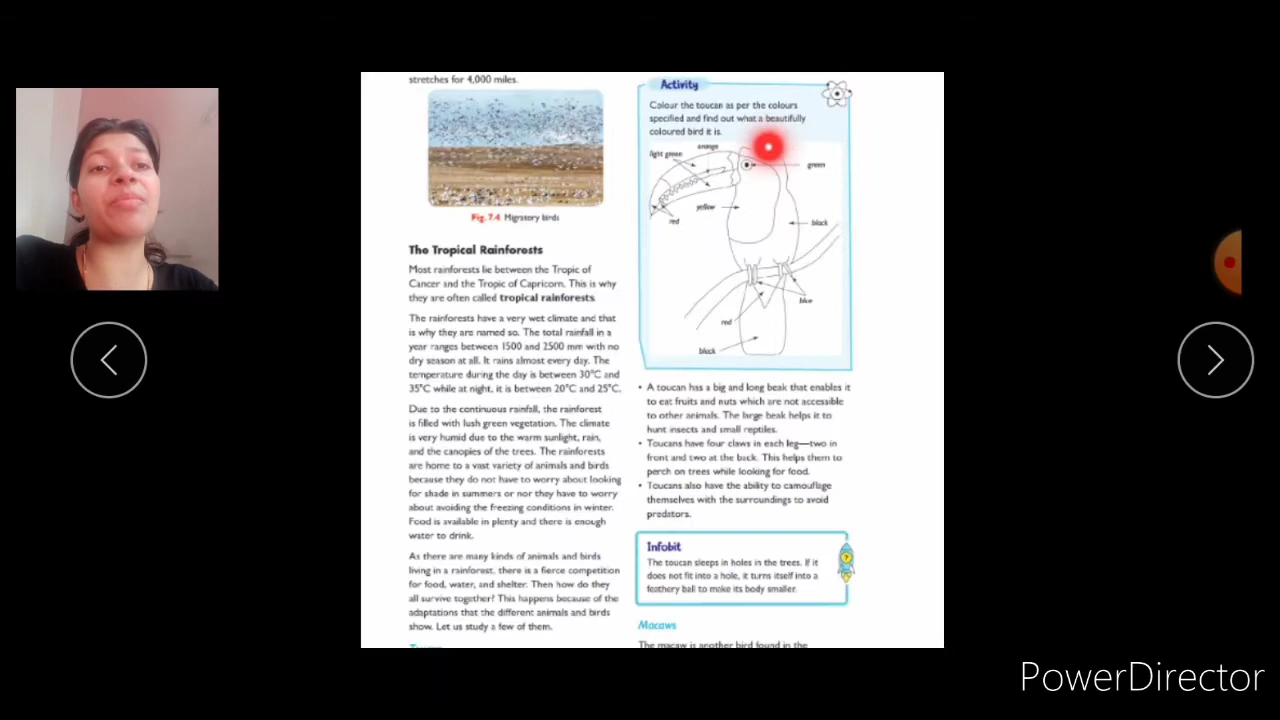 stretches for 4,000 miles.
Fig. 7.4 Migratory birds
The Tropical Rainforests
Most rainforests lie between the Tropic of
Cancer and the Tropic of Capricorn. This is why
they are often called tropical rainforests.
The rainforests have a very wet climate and that
is why they are named so. The total rainfall in a
year ranges between 1500 and 2500 mm with no
dry season at all. It rains almost every day. The
temperature during the day is between 30°C and
35°C while at night, it is between 20°C and 25°C.
Due to the continuous rainfall, the rainforest
is filled with lush green vegetation. The climate
is very humid due to the warm sunlight, rain,
and the canopies of the trees. The rainforests
are home to a vast variety of animals and birds
because they do not have to worry about looking
for shade in summers or nor they have to worry
about avoiding the freezing conditions in winter.
Food is available in plenty and there is enough
water to drink.
As there are many kinds of animals and birds
living in a rainforest, there is a fierce competition
for food, water, and shelter. Then how do they
all survive together? This happens because of the
adaptations that the different animals and birds
show. Let us study a few of them.
Activity
Colour the toucan as per the colours
specified and find out what a beautifully
coloured bird it is.
orange
light green
green
yellow
red
black
blue
red
black
• A toucan has a big and long beak that enables it
to eat fruits and nuts which are not accessible
to other animals. The large beak helps it to
hunt insects and small reptiles.
• Toucans have four claws in each leg—two in
front and two at the back. This helps them to
perch on trees while looking for food.
• Toucans also have the ability to camouflage
themselves with the surroundings to avoid
predators.
Infobit
The toucan sleeps in holes in the trees. If it
does not fit into a hole, it turns itself into a
feathery ball to make its body smaller.
Macaws
The macaw is another bird found in the
PowerDirector